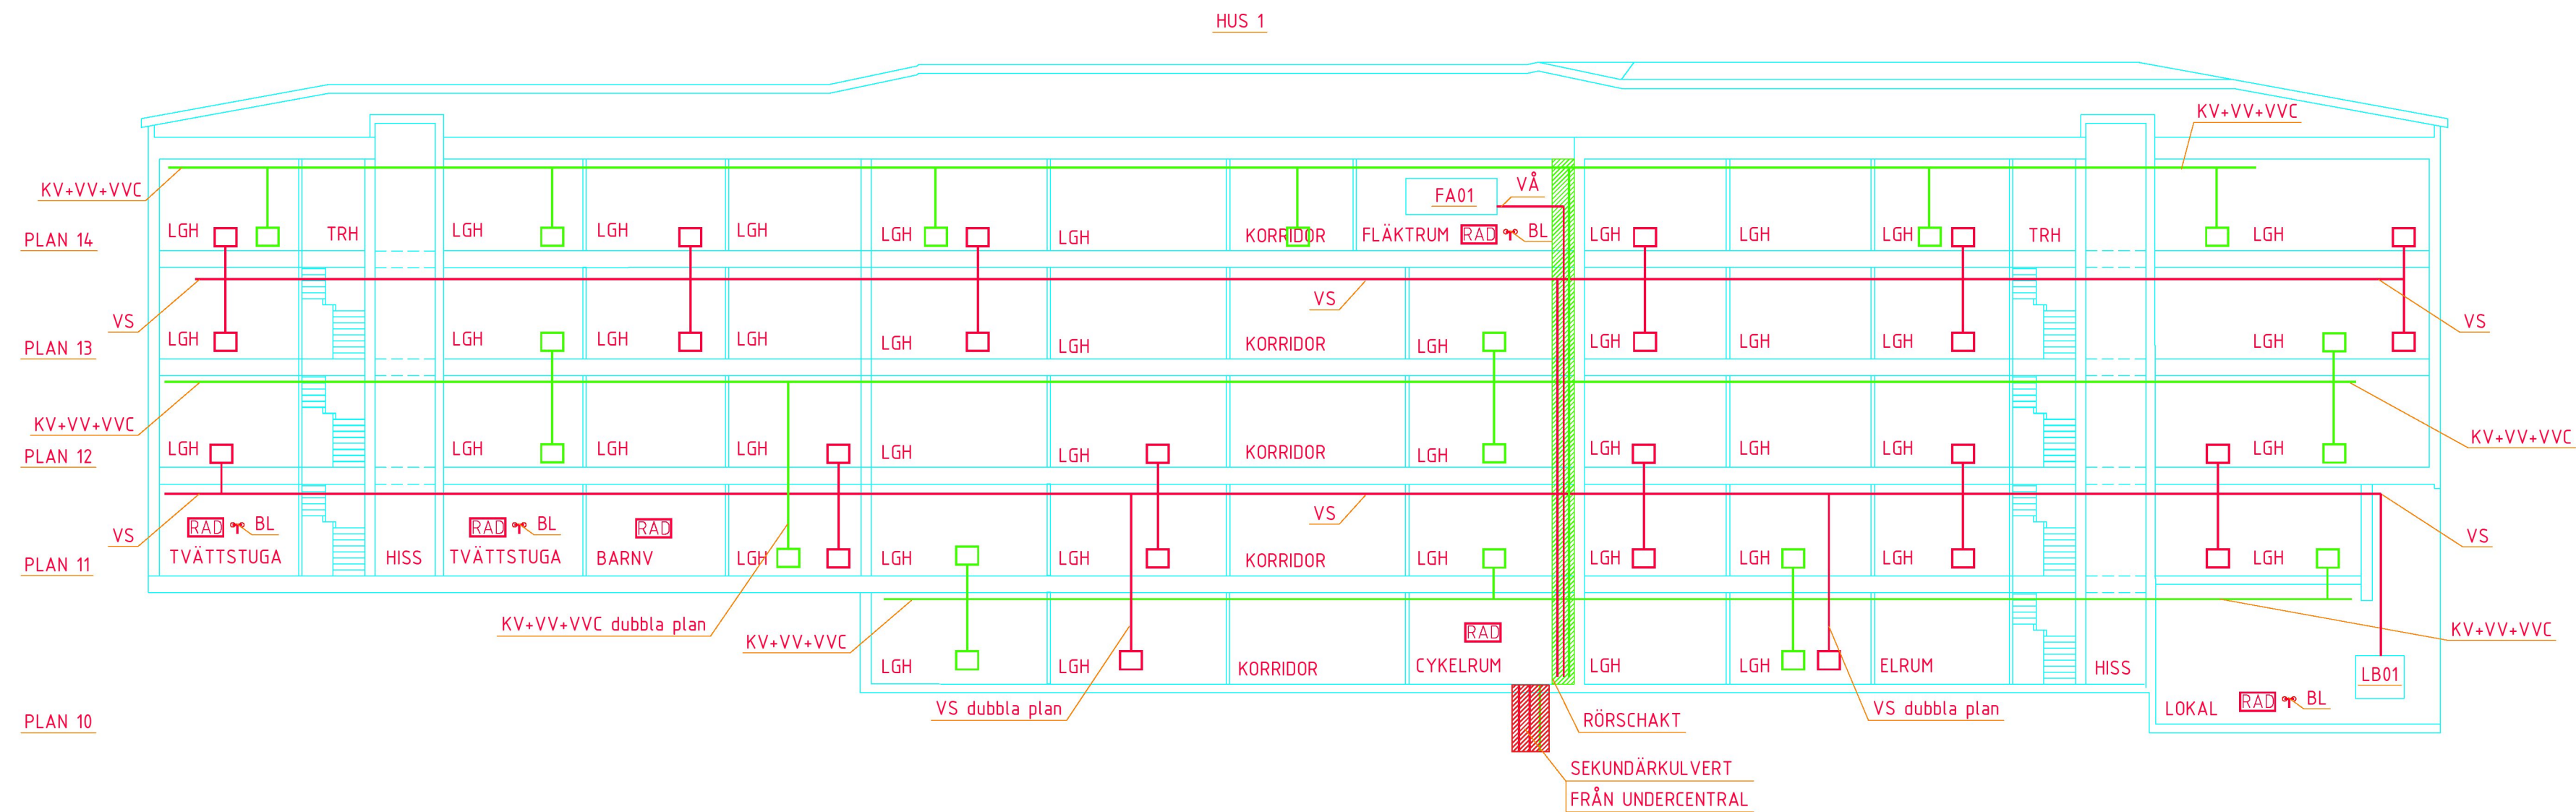 HUS 1
KV+VV+VVC
KV+VV+VVC
VÅ
FA01
LGH
TRH
LGH
LGH
LGH
LGH
LGH
KORRIDOR
FLÄKTRUM
RAD
BL
LGH
LGH
LGH
TRH
LGH
PLAN 14
VS
VS
VS
LGH
LGH
LGH
LGH
LGH
LGH
KORRIDOR
LGH
LGH
LGH
LGH
LGH
PLAN 13
KV+VV+VVC
KV+VV+VVC
LGH
LGH
LGH
LGH
LGH
LGH
KORRIDOR
LGH
LGH
LGH
LGH
LGH
PLAN 12
VS
VS
VS
RAD
BL
RAD
BL
RAD
TVÄTTSTUGA
HISS
TVÄTTSTUGA
BARNV
LGH
LGH
LGH
KORRIDOR
LGH
LGH
LGH
LGH
LGH
PLAN 11
KV+VV+VVC dubbla plan
KV+VV+VVC
KV+VV+VVC
RAD
LGH
LGH
KORRIDOR
CYKELRUM
LGH
LGH
ELRUM
HISS
LB01
VS dubbla plan
VS dubbla plan
LOKAL
RAD
BL
PLAN 10
RÖRSCHAKT
SEKUNDÄRKULVERT
FRÅN UNDERCENTRAL